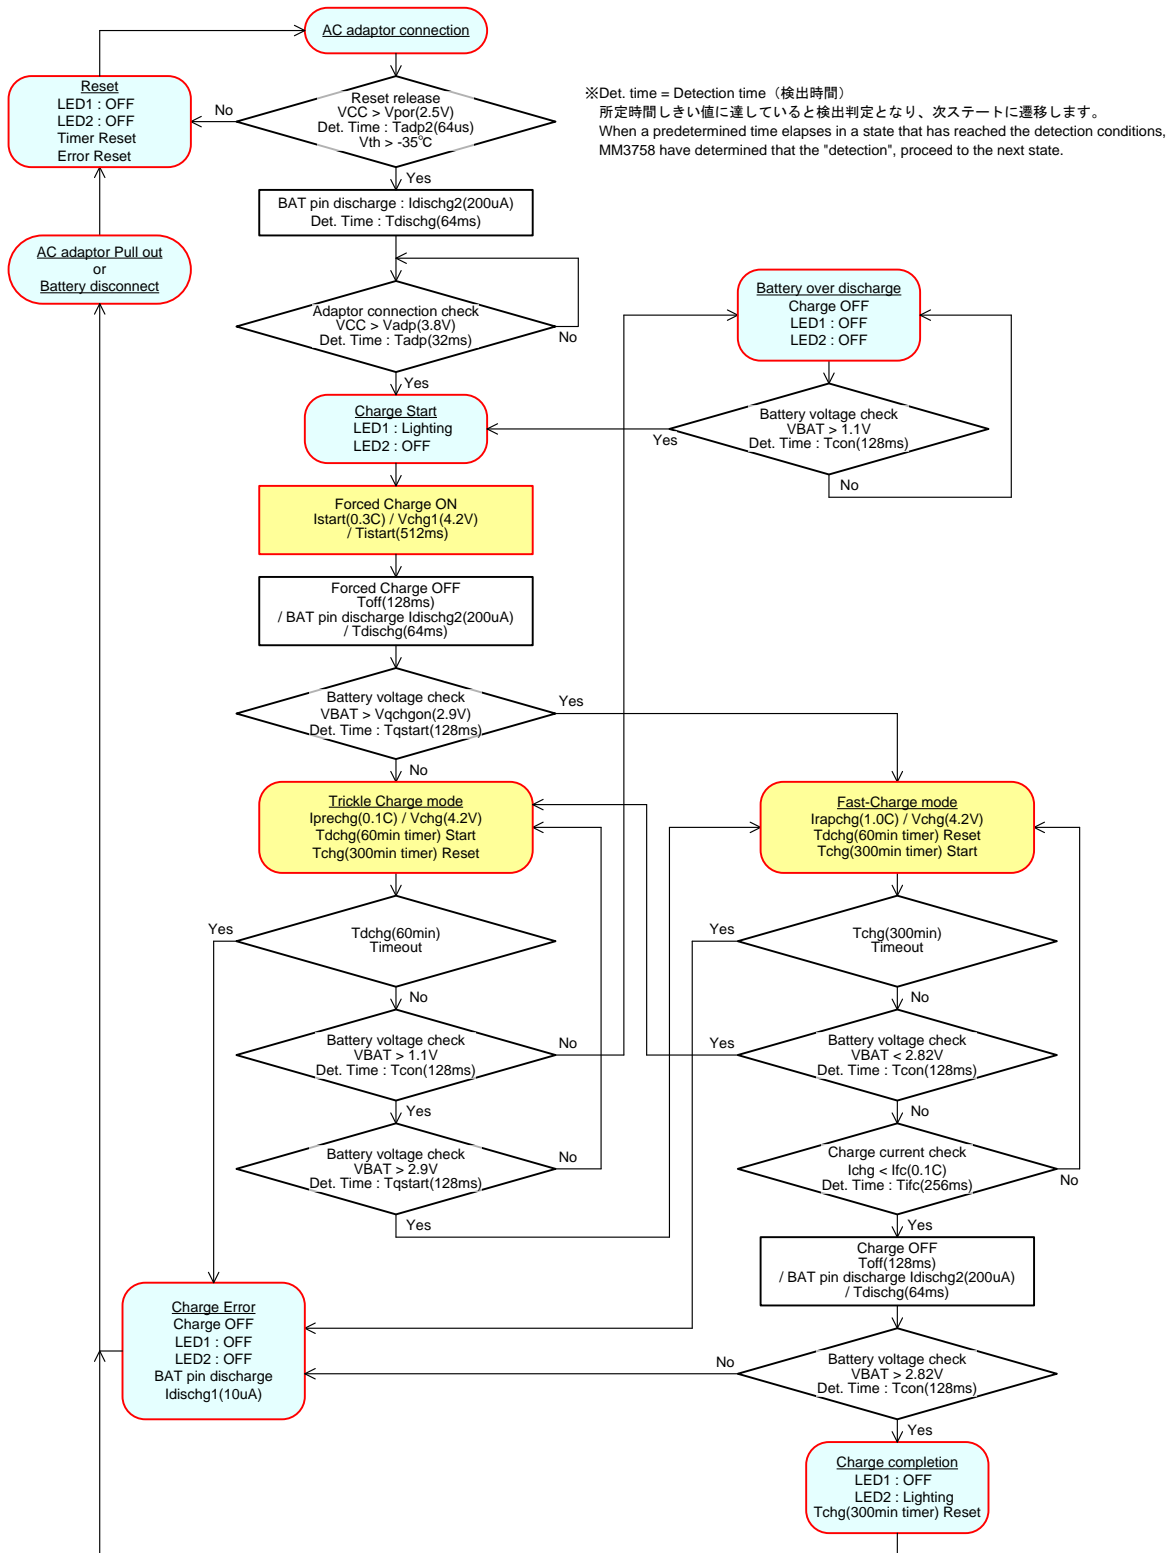 AC adaptor connection
Reset
LED1 : OFF
LED2 : OFF
Timer Reset
Error Reset
No
Reset release
VCC > Vpor(2.5V)
Det. Time : Tadp2(64us)
Vth > -35℃
Yes
※Det. time = Detection time（検出時間）
所定時間しきい値に達していると検出判定となり、次ステートに遷移します。
When a predetermined time elapses in a state that has reached the detection conditions,
MM3758 have determined that the "detection", proceed to the next state.
BAT pin discharge : Idischg2(200uA)
Det. Time : Tdischg(64ms)
AC adaptor Pull out
or
Battery disconnect
Adaptor connection check
VCC > Vadp(3.8V)
Det. Time : Tadp(32ms)
No
Yes
Battery over discharge
Charge OFF
LED1 : OFF
LED2 : OFF
Charge Start
LED1 : Lighting
LED2 : OFF
Yes
Battery voltage check
VBAT > 1.1V
Det. Time : Tcon(128ms)
No
Forced Charge ON
Istart(0.3C) / Vchg1(4.2V)
/ Tistart(512ms)
Forced Charge OFF
Toff(128ms)
/ BAT pin discharge Idischg2(200uA)
/ Tdischg(64ms)
Battery voltage check
VBAT > Vqchgon(2.9V)
Det. Time : Tqstart(128ms)
Yes
No
Trickle Charge mode
Iprechg(0.1C) / Vchg(4.2V)
Tdchg(60min timer) Start
Tchg(300min timer) Reset
Fast-Charge mode
Irapchg(1.0C) / Vchg(4.2V)
Tdchg(60min timer) Reset
Tchg(300min timer) Start
Yes
Tdchg(60min)
Timeout
No
Yes
Tchg(300min)
Timeout
No
Battery voltage check
VBAT > 1.1V
Det. Time : Tcon(128ms)
No
Yes
Yes
Battery voltage check
VBAT < 2.82V
Det. Time : Tcon(128ms)
No
Battery voltage check
VBAT > 2.9V
Det. Time : Tqstart(128ms)
No
Yes
Charge current check
Ichg < Ifc(0.1C)
Det. Time : Tifc(256ms)
No
Yes
Charge OFF
Toff(128ms)
/ BAT pin discharge Idischg2(200uA)
/ Tdischg(64ms)
Charge Error
Charge OFF
LED1 : OFF
LED2 : OFF
BAT pin discharge
Idischg1(10uA)
No
Battery voltage check
VBAT > 2.82V
Det. Time : Tcon(128ms)
Yes
Charge completion
LED1 : OFF
LED2 : Lighting
Tchg(300min timer) Reset